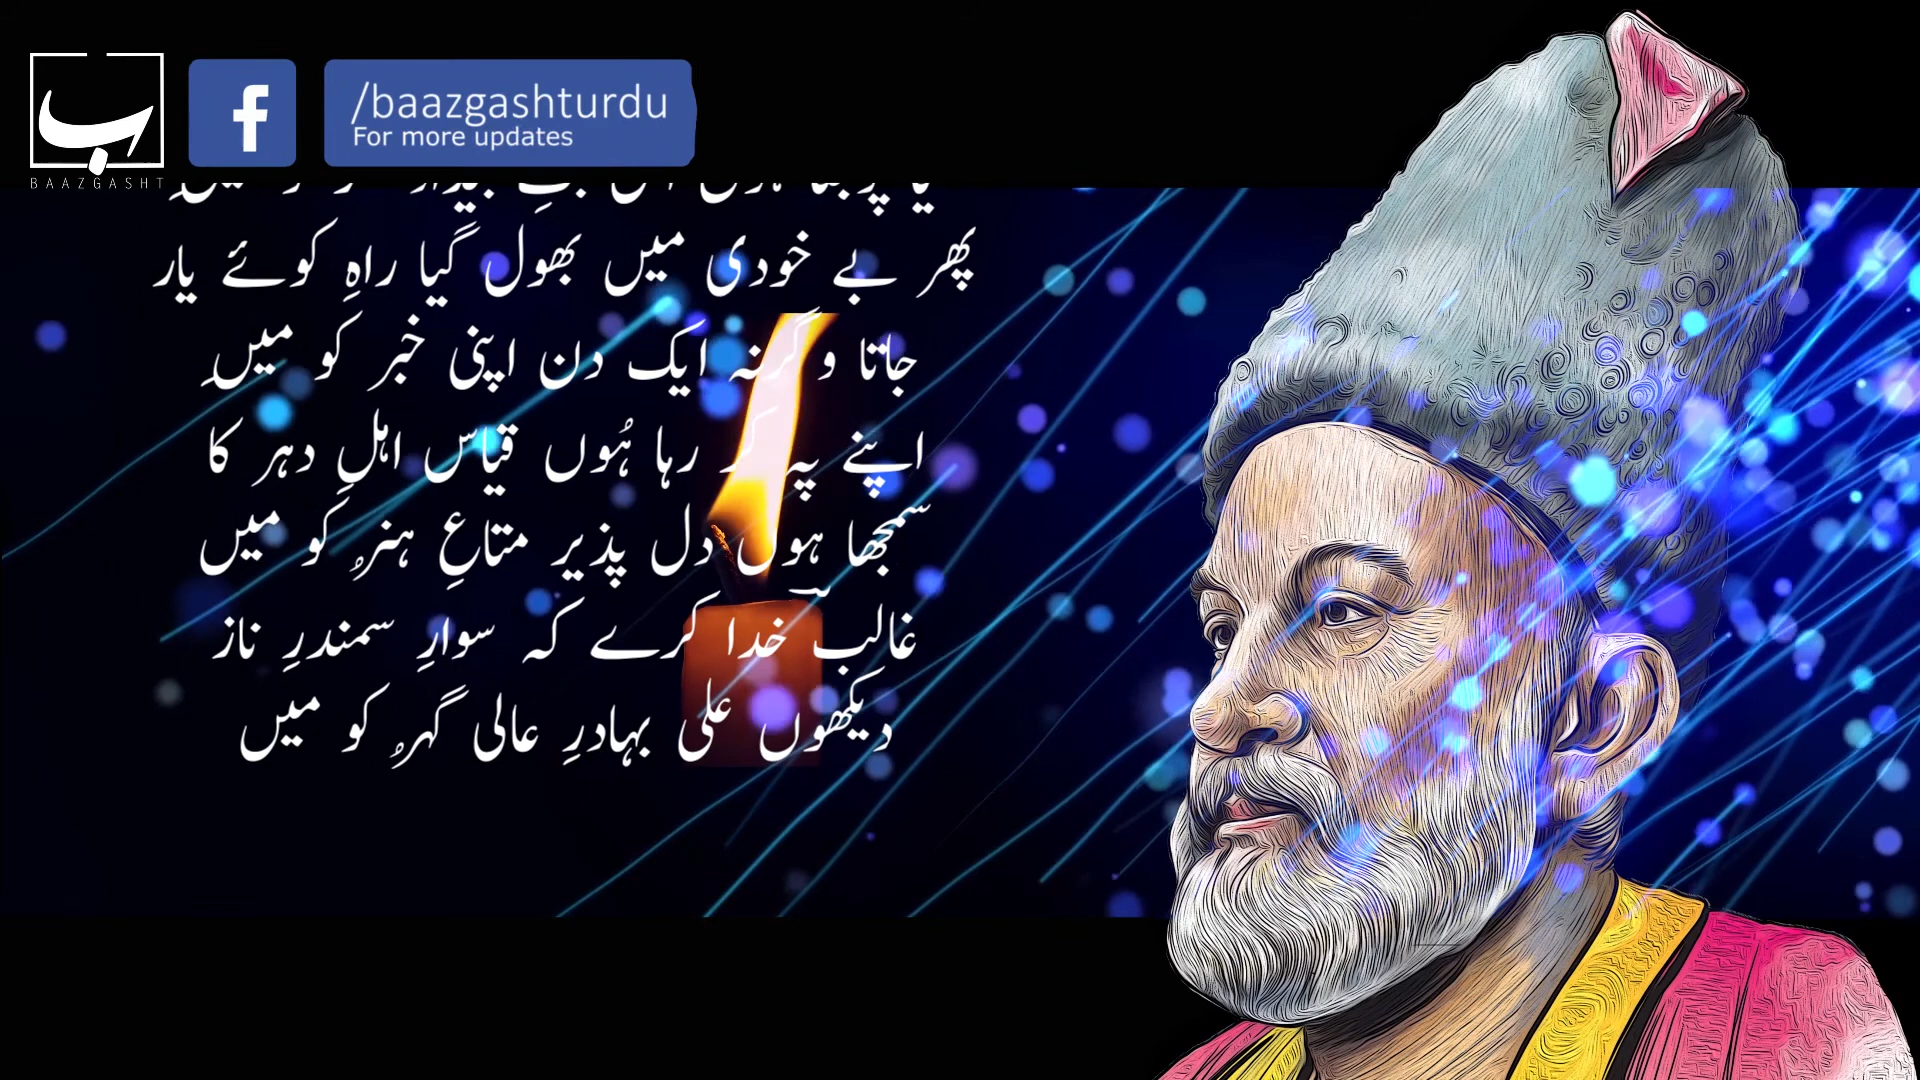 /baazgashturdu
For more updates
BAAZGASHT
پھر بے خودی میں بھول گیا راہِ کوئے یار
جاتا وگرنہ ایک دن اپنی خبر کو میں
اپنے پہ کر رہا ہُوں قیاس اہلِ دہر کا
سمجھا ہوں دل پذیر متاعِ ہنر کو میں
غالب خدا کرے کہ سوارِ سمندرِ ناز
دیکھوں علی بہادرِ عالی گہر کو میں